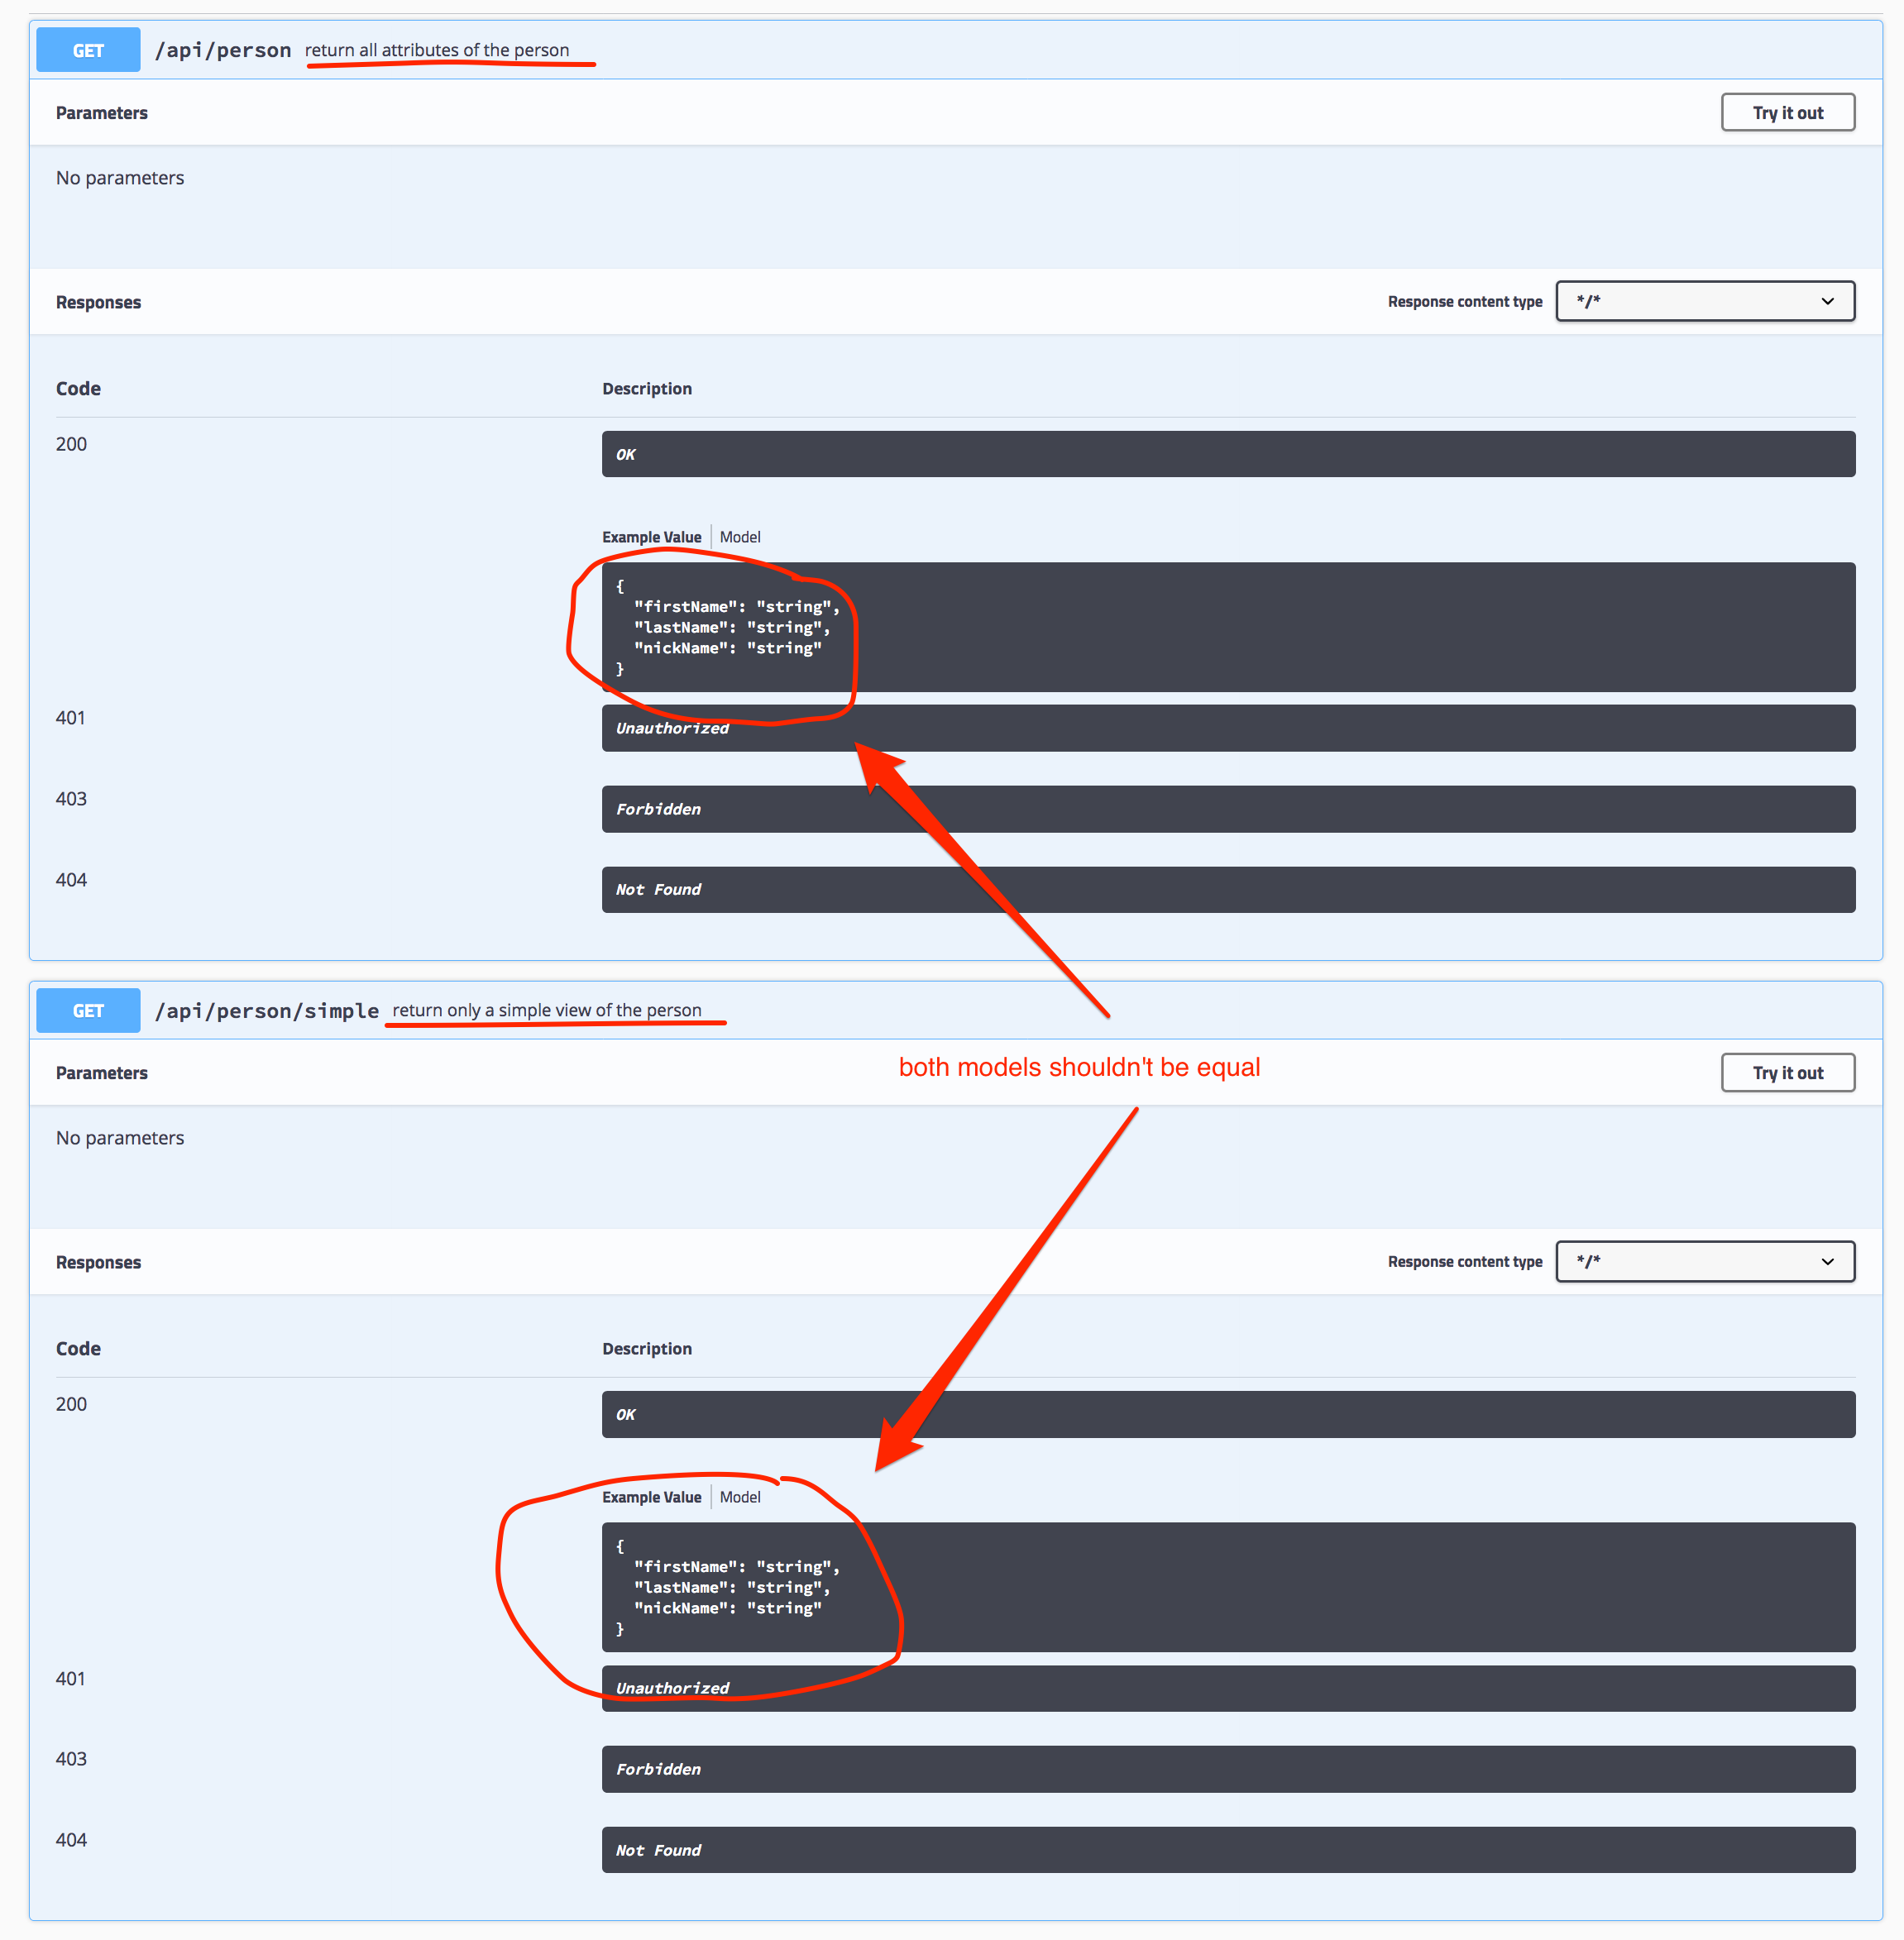 GET /api/person return all attributes of the person
Parameters Try it out
No parameters
Responses Response content type */*
Code Description
200 OK
Example Value Model
{
"firstName": "string",
"lastName": "string",
"nickName": "string"
}
401 Unauthorized
403 Forbidden
404 Not Found
GET /api/person/simple return only a simple view of the person
both models shouldn't be equal
Parameters Try it out
No parameters
Responses Response content type */*
Code Description
200 OK
Example Value Model
{
"firstName": "string",
"lastName": "string",
"nickName": "string"
}
401 Unauthorized
403 Forbidden
404 Not Found